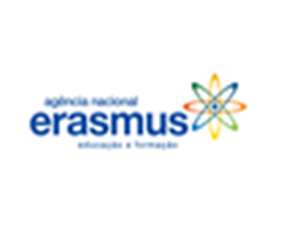 agência nacional
erasmus
educação e formação